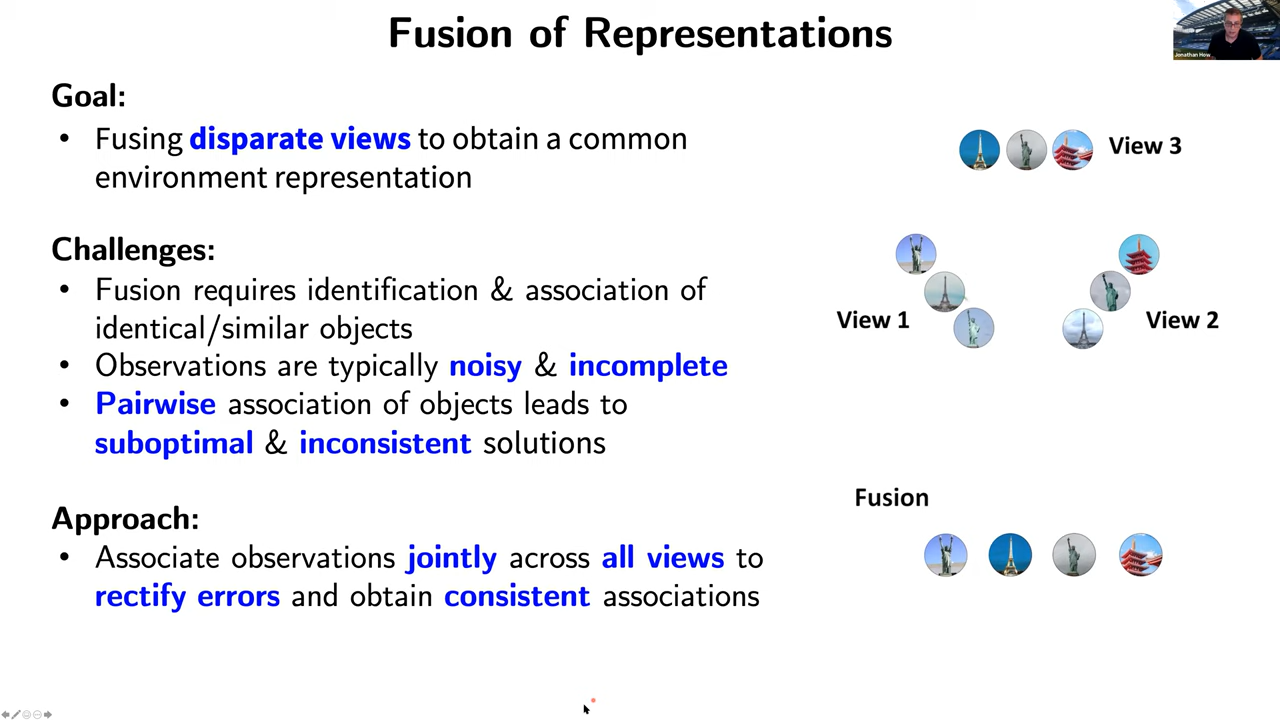 Fusion of Representations
Jonathan How
Goal:
• Fusing disparate views to obtain a common
environment representation
Challenges:
• Fusion requires identification & association of
identical/similar objects
• Observations are typically noisy & incomplete
• Pairwise association of objects leads to
suboptimal & inconsistent solutions
Approach:
• Associate observations jointly across all views to
rectify errors and obtain consistent associations
View 3
View 1
View 2
Fusion